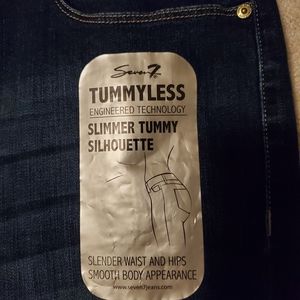 Seven7
TUMMYLESS
ENGINEERED TECHNOLOGY
SLIMMER TUMMY
SILHOUETTE
SLENDER WAIST AND HIPS
SMOOTH BODY APPEARANCE
www.seven7jeans.com